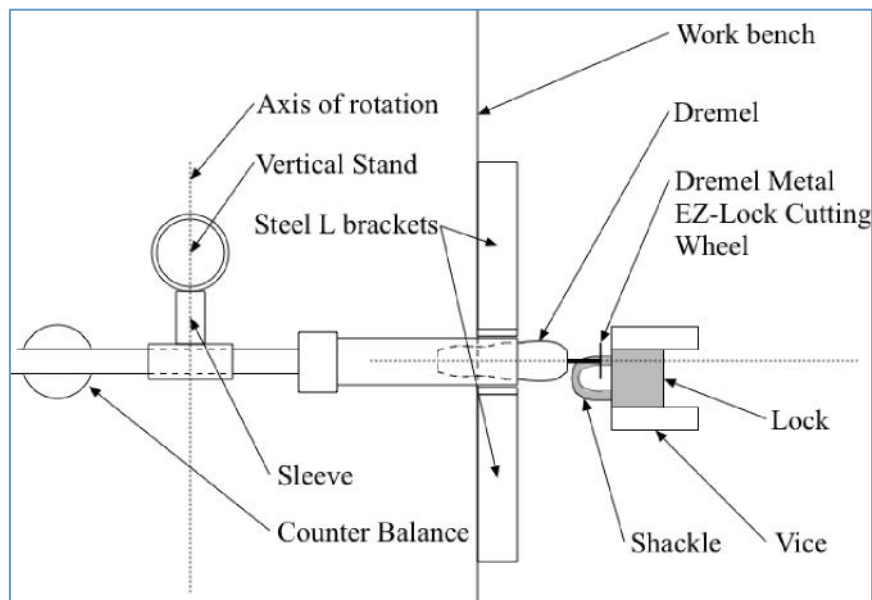 Work bench
Axis of rotation
Dremel
Vertical Stand
Dremel Metal
EZ-Lock Cutting
Wheel
Steel L brackets
Lock
Sleeve
Counter Balance
Shackle
Vice